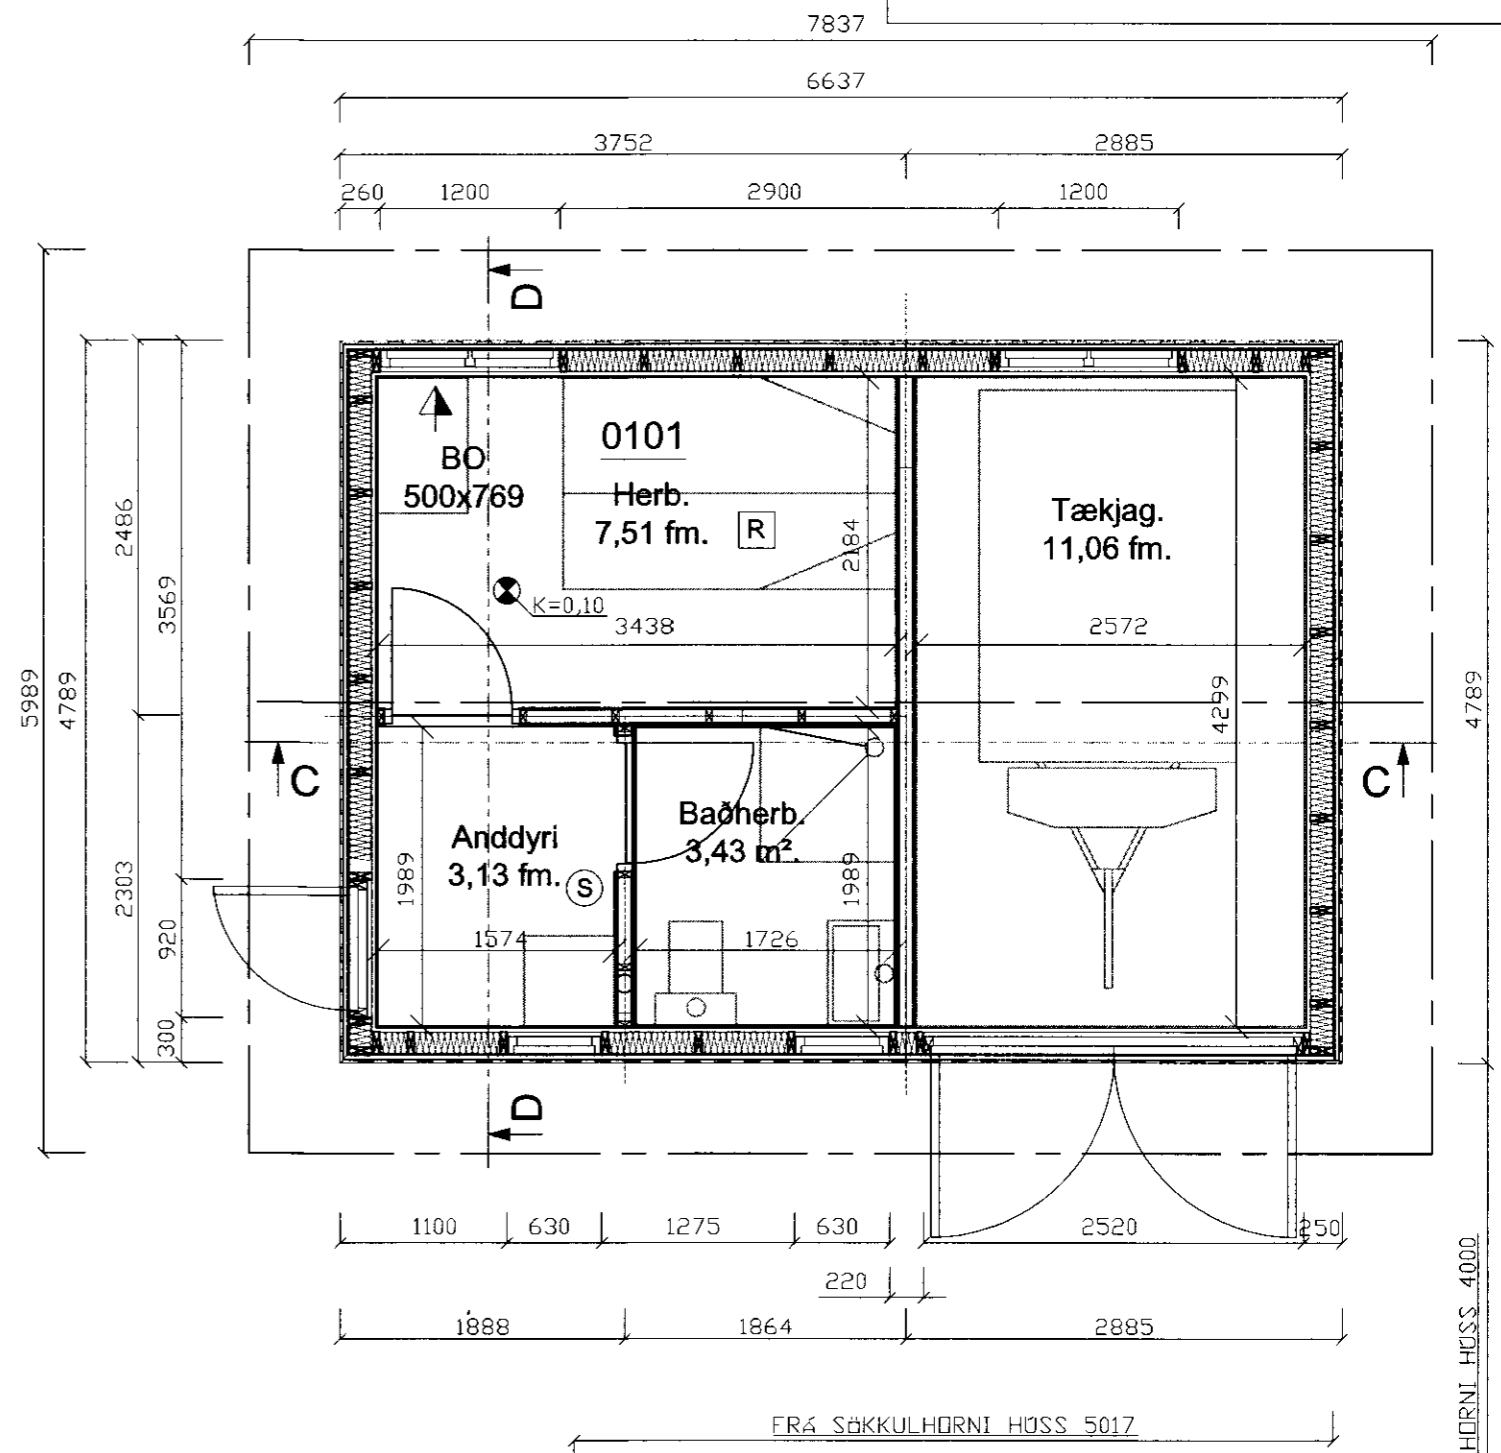 7837
6637
3752 2885
260 1200 2900 1200
D
5989
4789
2486
3569
2303
920
300
BO
500x769
0101
Herb.
7,51 fm.
R
2184
K=0,10
3438
Tækjag.
11,06 fm.
2572
4299
4789
C
C
Anddyri
3,13 fm.
S
1989
1574
Baðherb.
3,43 m².
1989
1726
D
1100 630 1275 630 2520 250
220
1888 1864 2885
FRÁ SÖKKULHORNI HÚSS 5017
HORNI HÚSS 4000